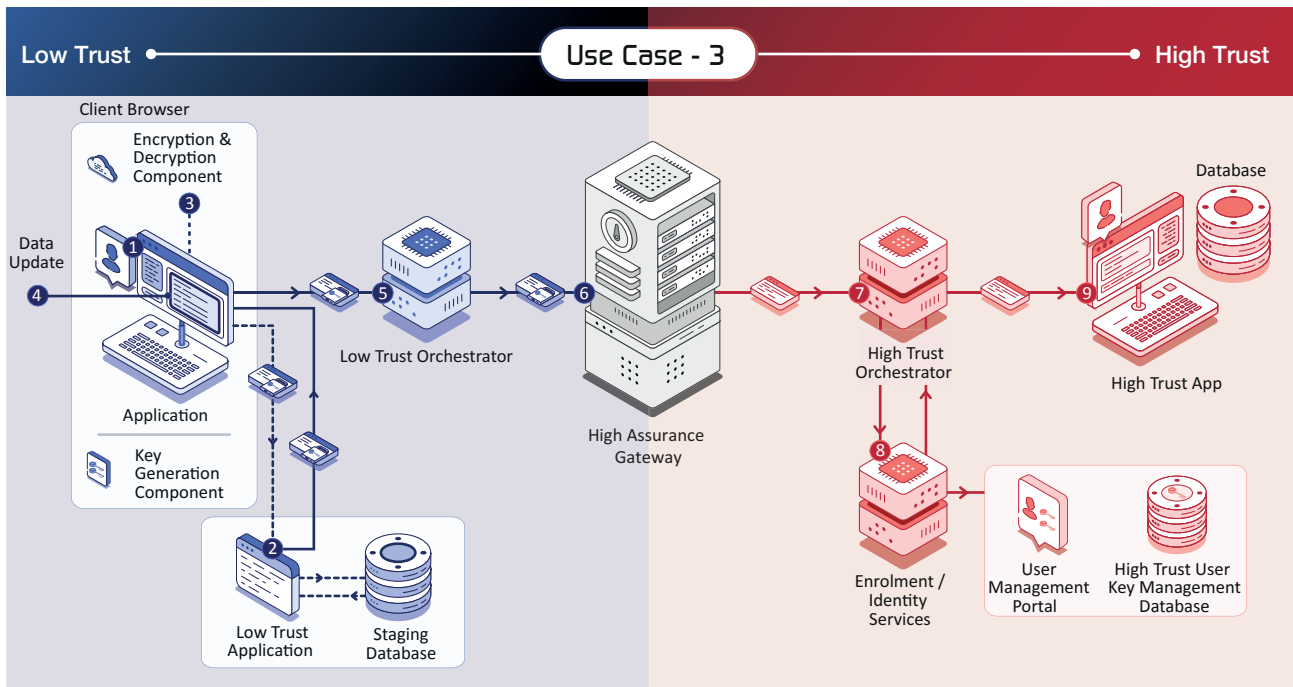 Low Trust
Use Case - 3
High Trust
Client Browser
Encryption &
Decryption
Component
3
1
Data
Update
4
Application
Key
Generation
Component
5
Low Trust Orchestrator
6
High Assurance
Gateway
2
Low Trust
Application
Staging
Database
7
High Trust
Orchestrator
8
Enrolment /
Identity
Services
User
Management
Portal
High Trust User
Key Management
Database
Database
9
High Trust App